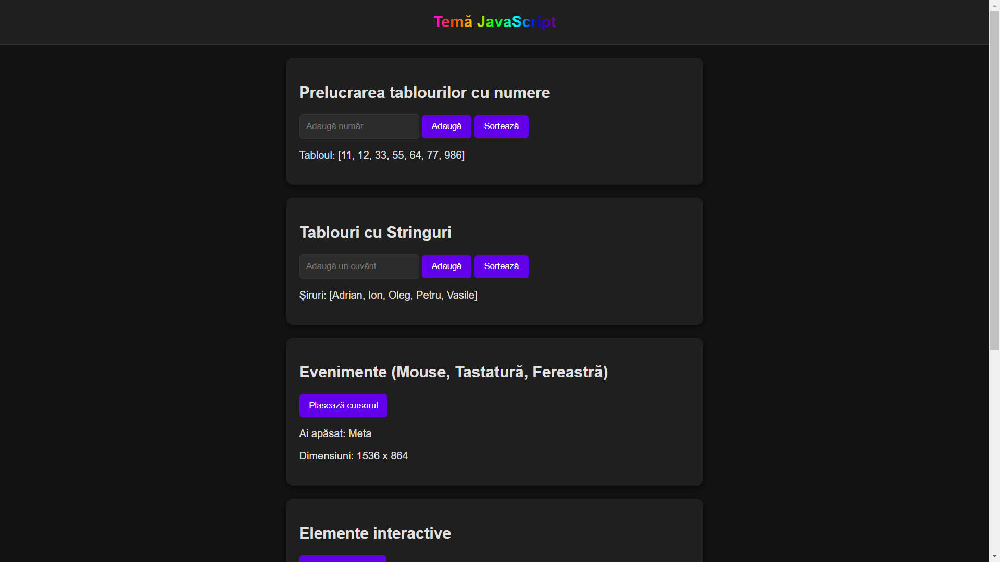 Temă JavaScript
Prelucrarea tablourilor cu numere
Adaugă număr Adaugă Sortează
Tabloul: [11, 12, 33, 55, 64, 77, 986]
Tablouri cu Stringuri
Adaugă un cuvânt Adaugă Sortează
Șiruri: [Adrian, Ion, Oleg, Petru, Vasile]
Evenimente (Mouse, Tastatură, Fereastră)
Plasează cursorul
Ai apăsat: Meta
Dimensiuni: 1536 x 864
Elemente interactive